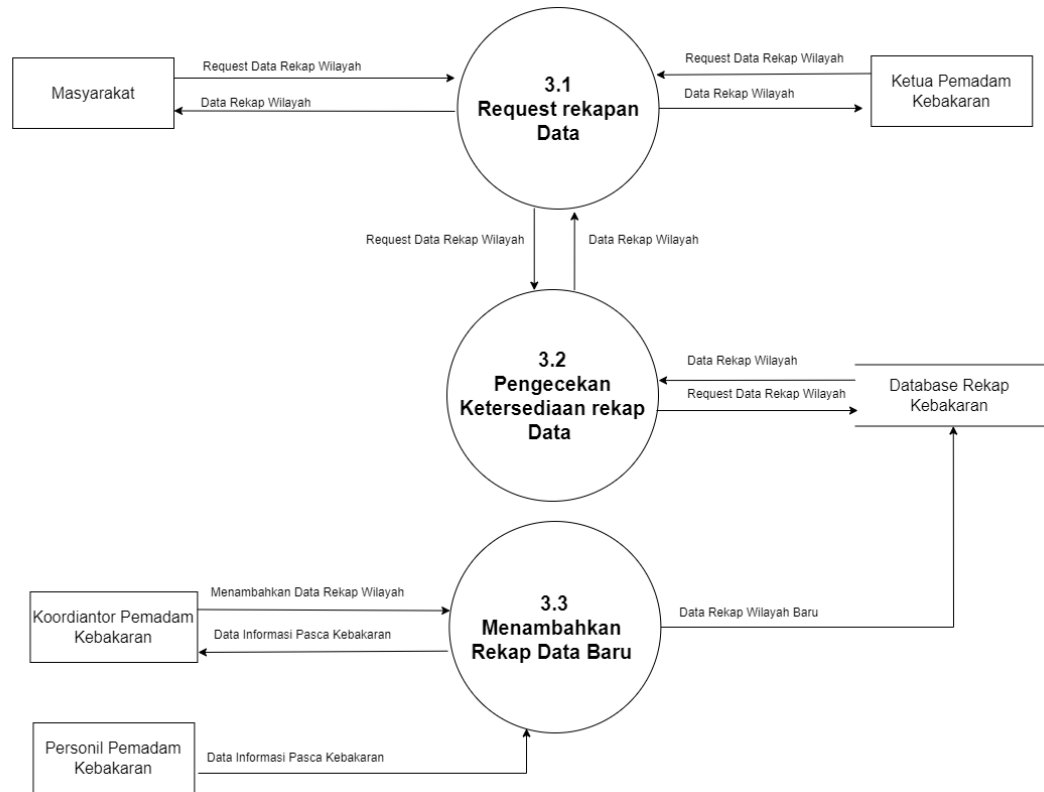 Request Data Rekap Wilayah
Request Data Rekap Wilayah
Masyarakat
Data Rekap Wilayah
3.1
Request rekapan
Data
Data Rekap Wilayah
Ketua Pemadam
Kebakaran
Request Data Rekap Wilayah
Data Rekap Wilayah
3.2
Pengecekan
Ketersediaan rekap
Data
Data Rekap Wilayah
Request Data Rekap Wilayah
Database Rekap
Kebakaran
Menambahkan Data Rekap Wilayah
Koordiantor Pemadam
Kebakaran
Data Informasi Pasca Kebakaran
3.3
Menambahkan
Rekap Data Baru
Data Rekap Wilayah Baru
Personil Pemadam
Kebakaran
Data Informasi Pasca Kebakaran